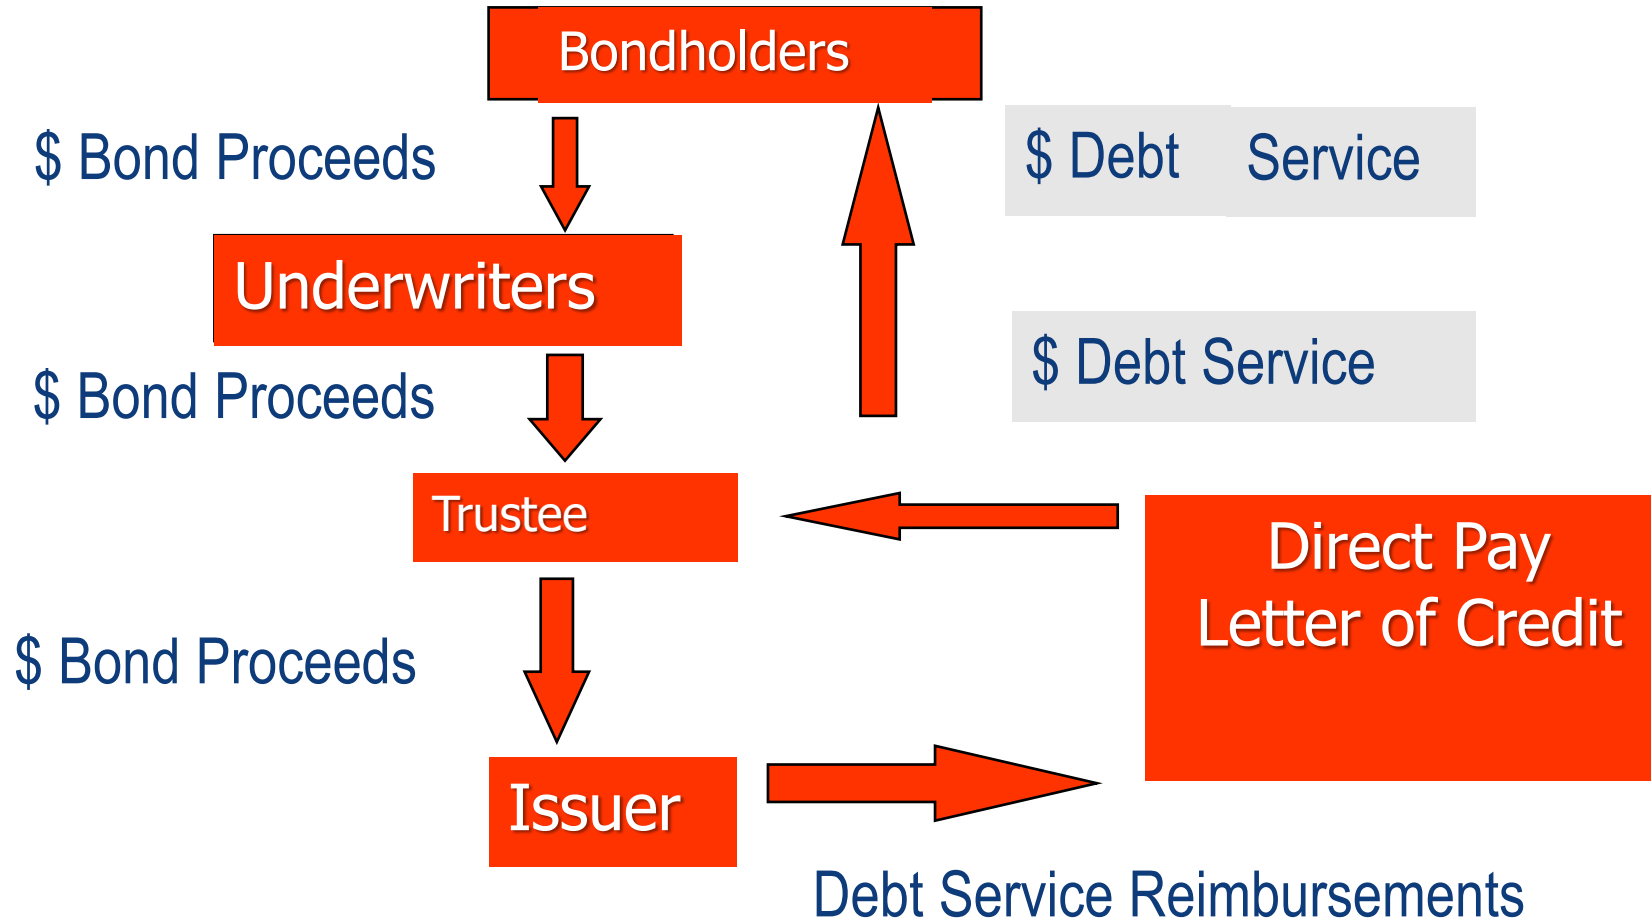 Bondholders
$ Bond Proceeds
$ Debt Service
Underwriters
$ Debt Service
$ Bond Proceeds
Trustee
Direct Pay
Letter of Credit
$ Bond Proceeds
Issuer
Debt Service Reimbursements